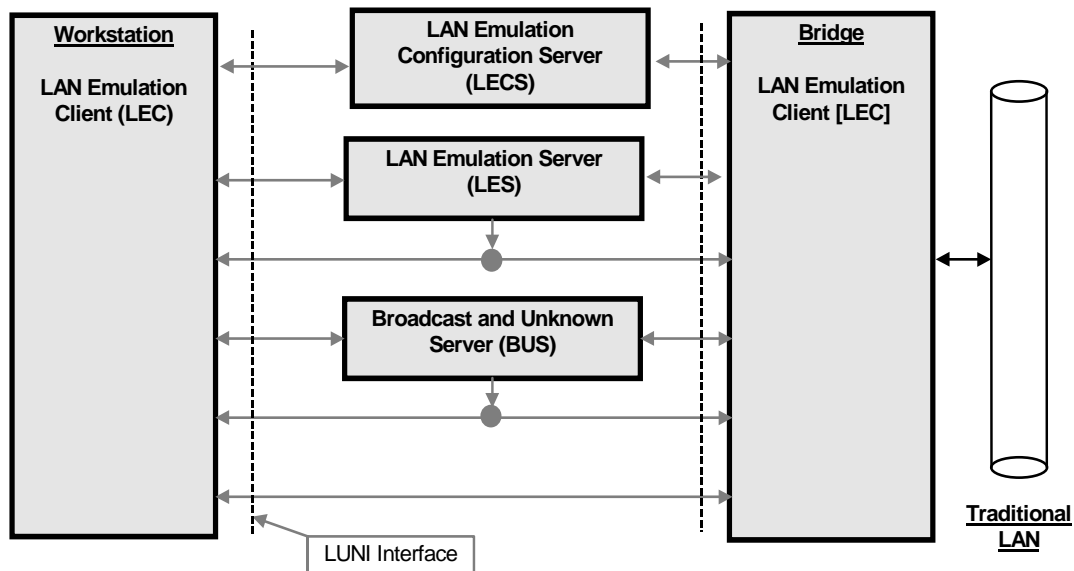 Workstation
LAN Emulation
Client (LEC)
LAN Emulation
Configuration Server
(LECS)
LAN Emulation Server
(LES)
Broadcast and Unknown
Server (BUS)
Bridge
LAN Emulation
Client [LEC]
Traditional
LAN
LUNI Interface